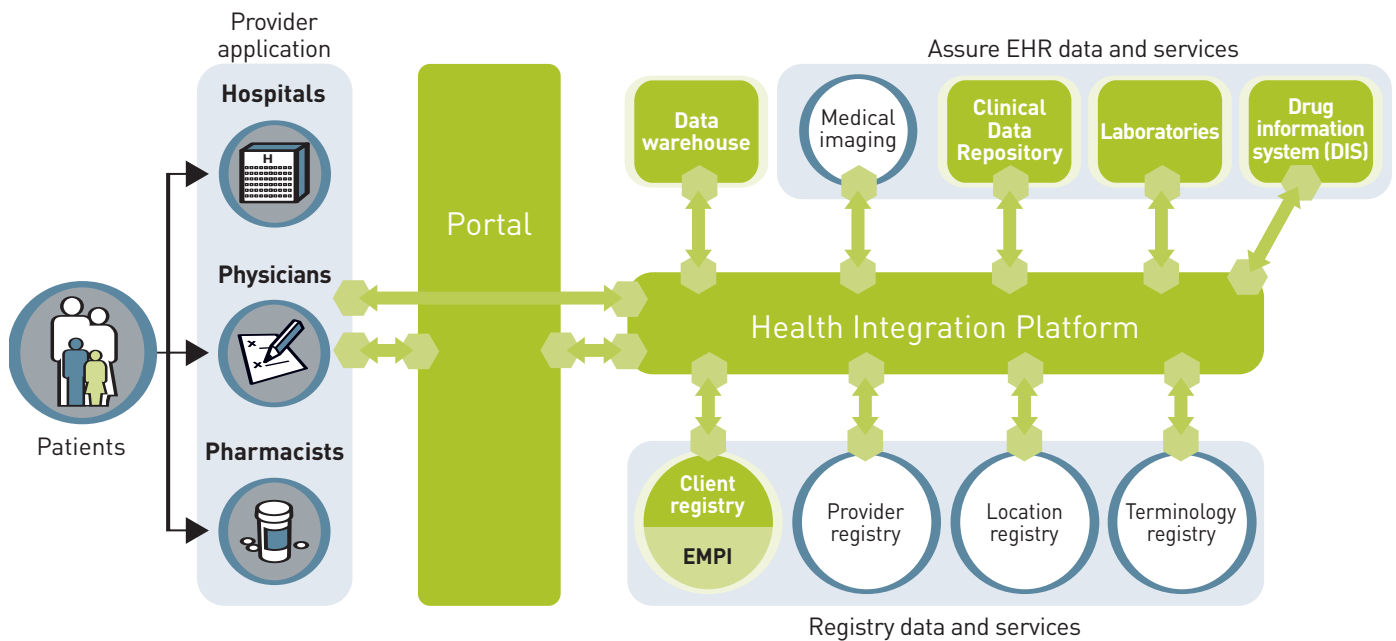 Provider
application
Hospitals
H
Physicians
Pharmacists
Patients
Portal
Assure EHR data and services
Data
warehouse
Medical
imaging
Clinical
Data
Repository
Laboratories
Drug
information
system (DIS)
Health Integration Platform
Client
registry
EMPI
Provider
registry
Location
registry
Terminology
registry
Registry data and services